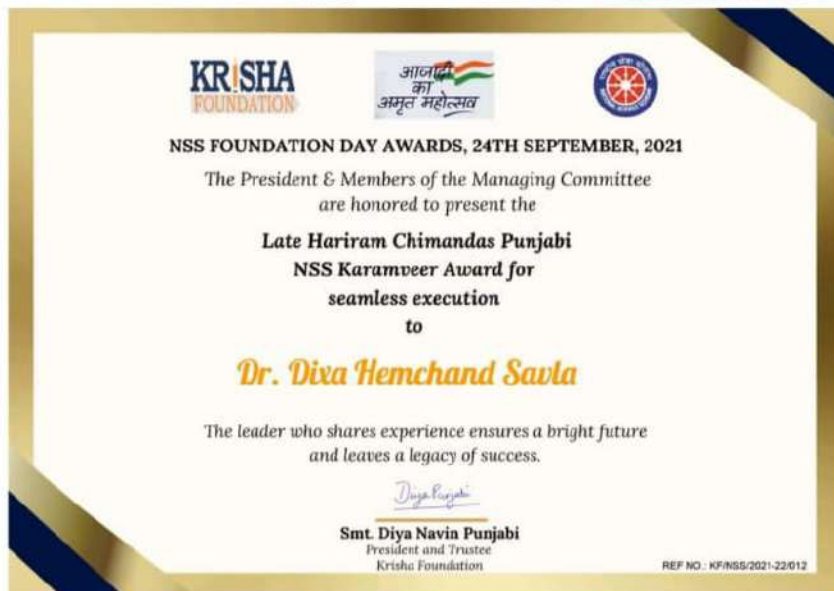 KRISHA
FOUNDATION
आजादी
का
अमृत महोत्सव
NSS FOUNDATION DAY AWARDS, 24TH SEPTEMBER, 2021
The President & Members of the Managing Committee
are honored to present the
Late Hariram Chimandas Punjabi
NSS Karamveer Award for
seamless execution
to
Dr. Dixa Hemchand Savla
The leader who shares experience ensures a bright future
and leaves a legacy of success.
Diya Punjabi
Smt. Diya Navin Punjabi
President and Trustee
Krisha Foundation
REF NO.: KF/NSS/2021-22/012